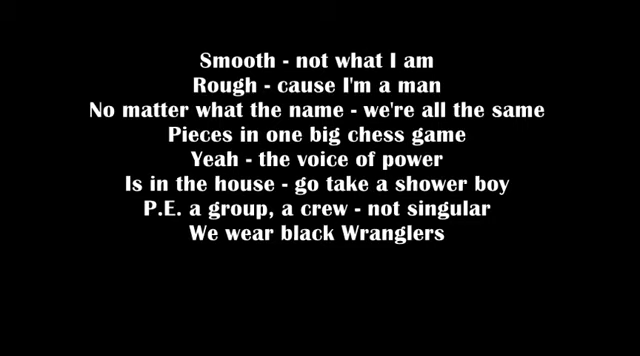 Smooth - not what I am
Rough - cause I'm a man
No matter what the name - we're all the same
Pieces in one big chess game
Yeah - the voice of power
Is in the house - go take a shower boy
P.E. a group, a crew - not singular
We wear black Wranglers